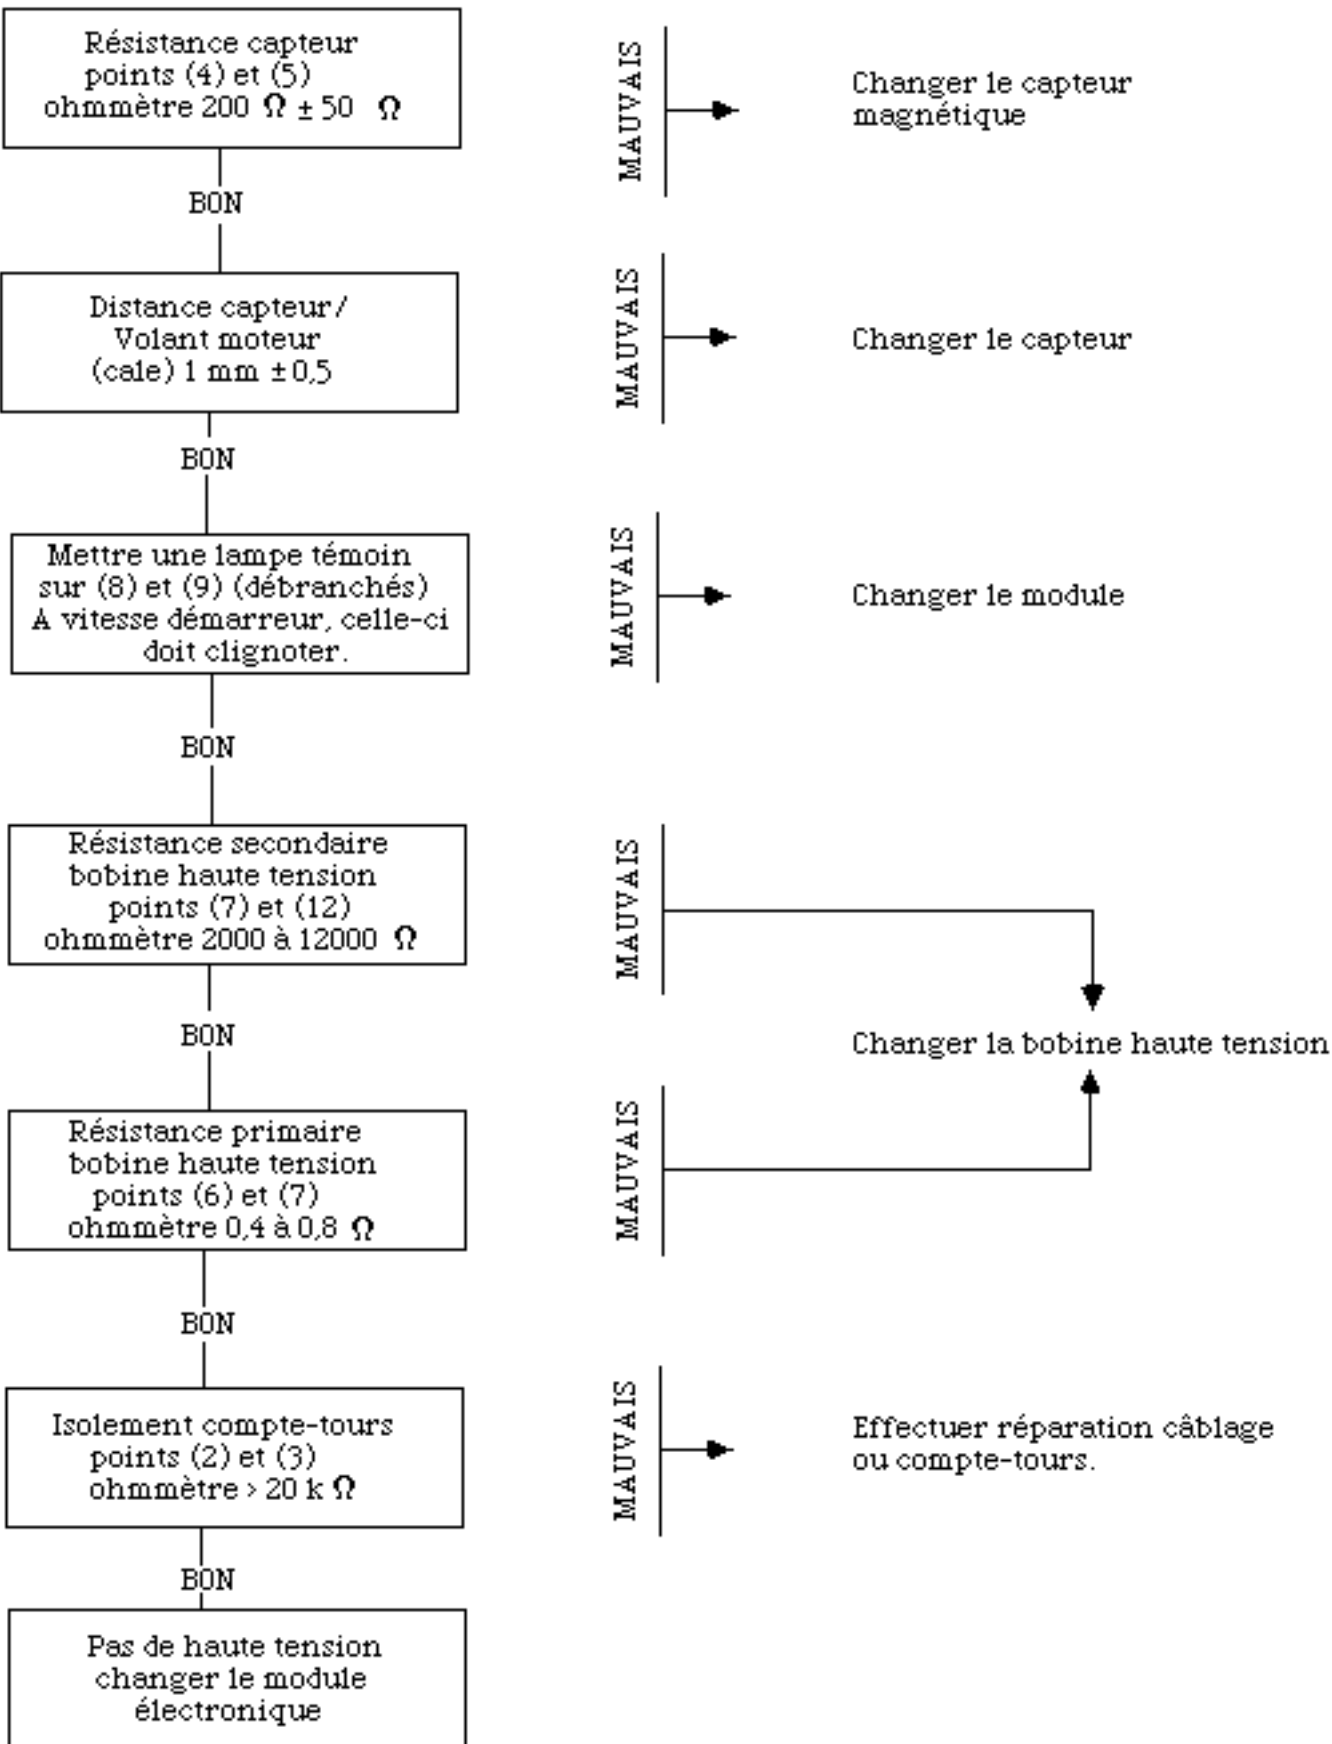 Résistance capteur
points (4) et (5)
ohmmètre 200 Ω ± 50 Ω
MAUVAIS
Changer le capteur
magnétique
BON
Distance capteur/
Volant moteur
(cale) 1 mm ± 0,5
MAUVAIS
Changer le capteur
BON
Mettre une lampe témoin
sur (8) et (9) (débranchés)
A vitesse démarreur, celle-ci
doit clignoter.
MAUVAIS
Changer le module
BON
Résistance secondaire
bobine haute tension
points (7) et (12)
ohmmètre 2000 à 12000 Ω
MAUVAIS
Changer la bobine haute tension
BON
Résistance primaire
bobine haute tension
points (6) et (7)
ohmmètre 0,4 à 0,8 Ω
MAUVAIS
BON
Isolement compte-tours
points (2) et (3)
ohmmètre > 20 k Ω
MAUVAIS
Effectuer réparation câblage
ou compte-tours.
BON
Pas de haute tension
changer le module
électronique